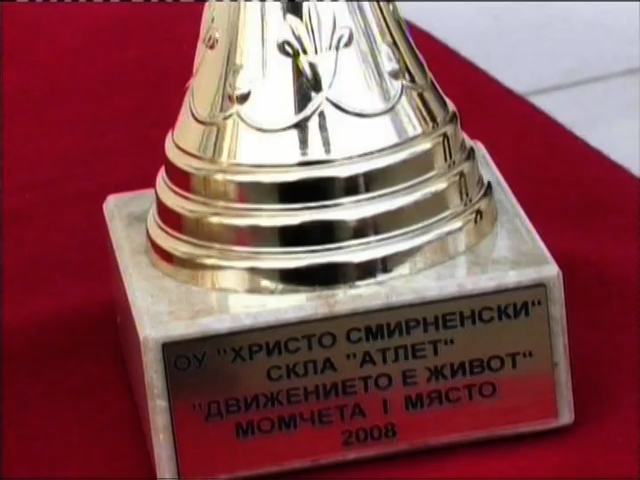 ОУ "ХРИСТО СМИРНЕНСКИ"
СКЛА "АТЛЕТ"
"ДВИЖЕНИЕТО Е ЖИВОТ"
МОМЧЕТА I МЯСТО
2008